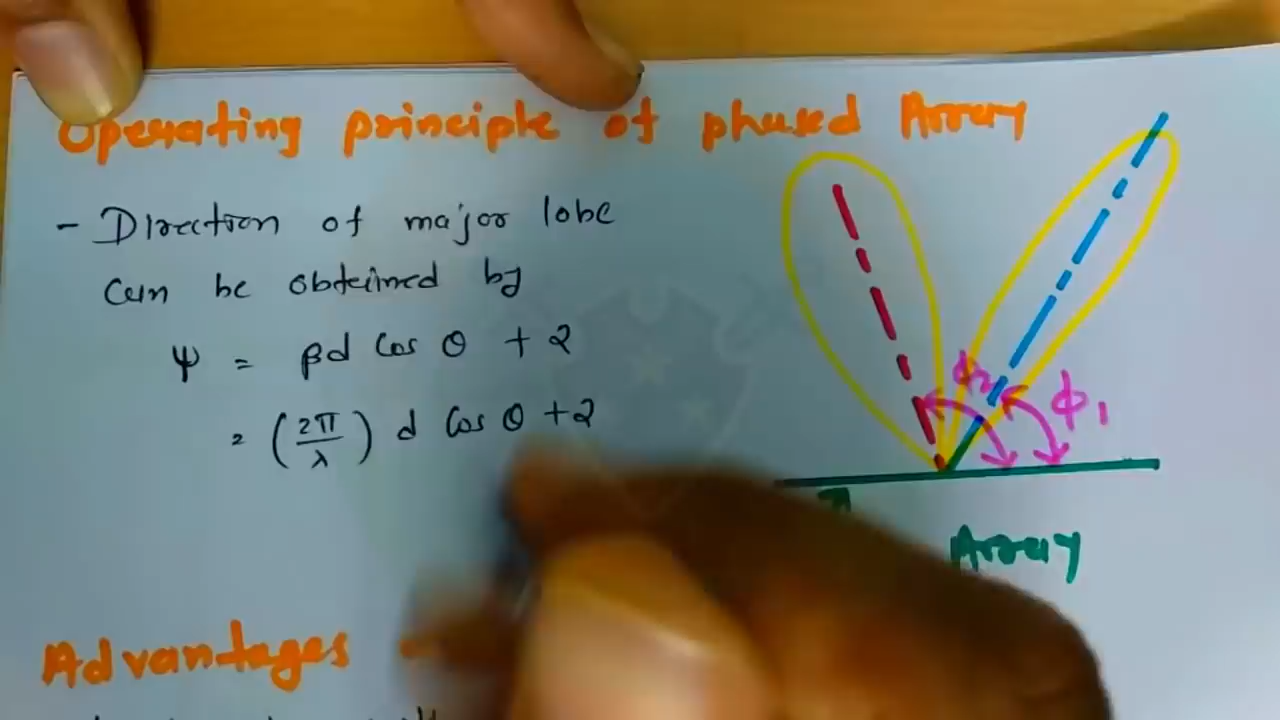 Operating principle of phased Array
- Direction of major lobe
can be obtained by
Ψ = βd cos θ + α
= (2π/λ) d cos θ + α
ϕ2
ϕ1
Array
Advantages